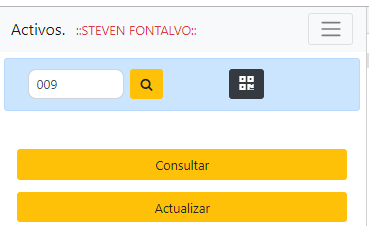 Activos. ::STEVEN FONTALVO::
009
Consultar
Actualizar